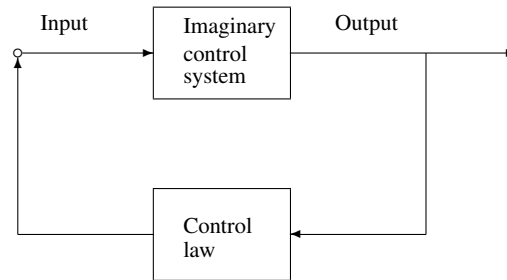 Input
Imaginary
control
system
Output
Control
law